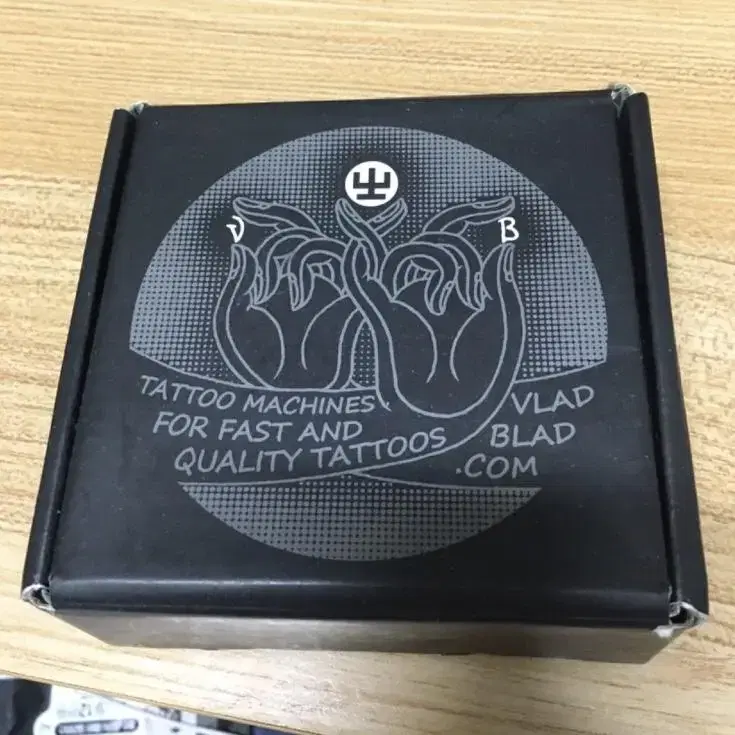 V
B
TATTOO MACHINES
FOR FAST AND
QUALITY TATTOOS
VLAD
BLAD
.COM